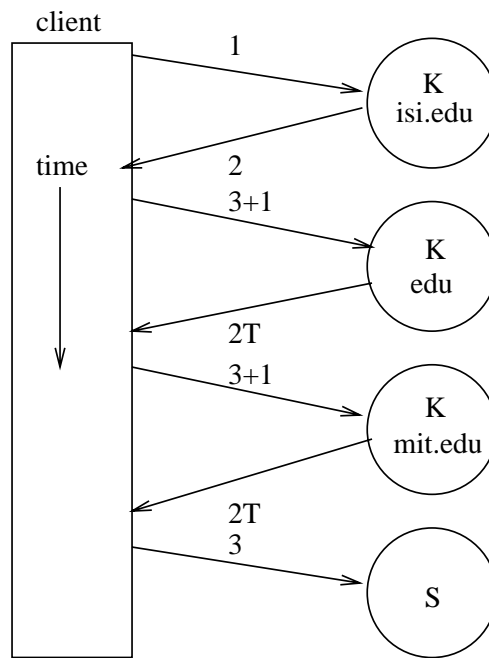 client
1
K
isi.edu
time
2
3+1
K
edu
2T
3+1
K
mit.edu
2T
3
S